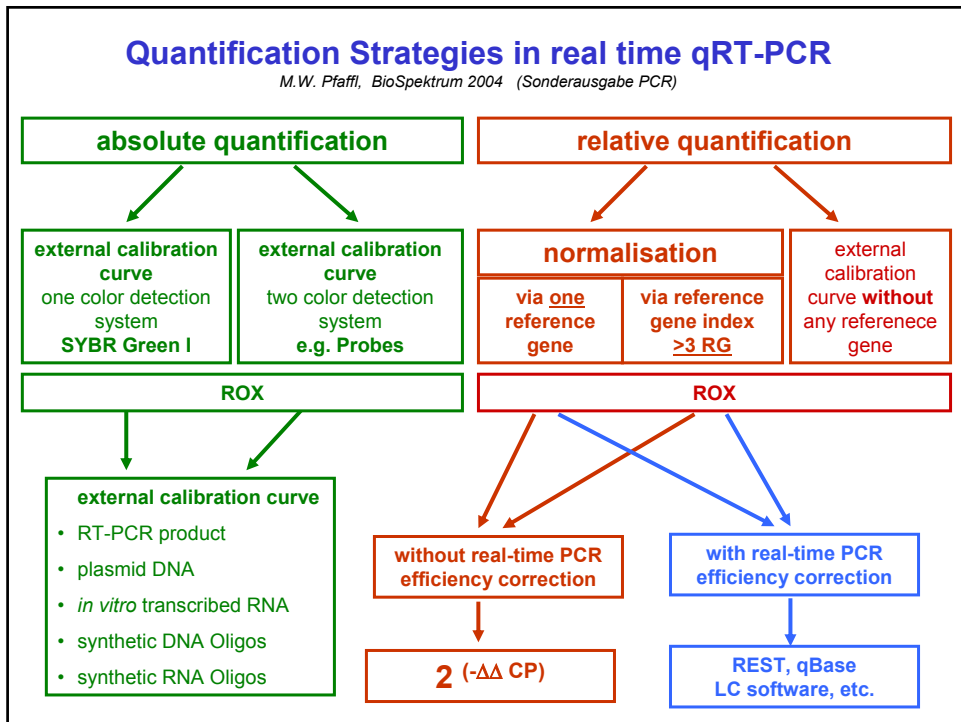 Quantification Strategies in real time qRT-PCR
M.W. Pfaffl, BioSpektrum 2004 (Sonderausgabe PCR)
absolute quantification
relative quantification
external calibration
curve
one color detection
system
SYBR Green I
external calibration
curve
two color detection
system
e.g. Probes
normalisation
via one
reference
gene
via reference
gene index
>3 RG
external
calibration
curve without
any referenece
gene
ROX
ROX
external calibration curve
• RT-PCR product
• plasmid DNA
• in vitro transcribed RNA
• synthetic DNA Oligos
• synthetic RNA Oligos
without real-time PCR
efficiency correction
with real-time PCR
efficiency correction
2 (-ΔΔ CP)
REST, qBase
LC software, etc.